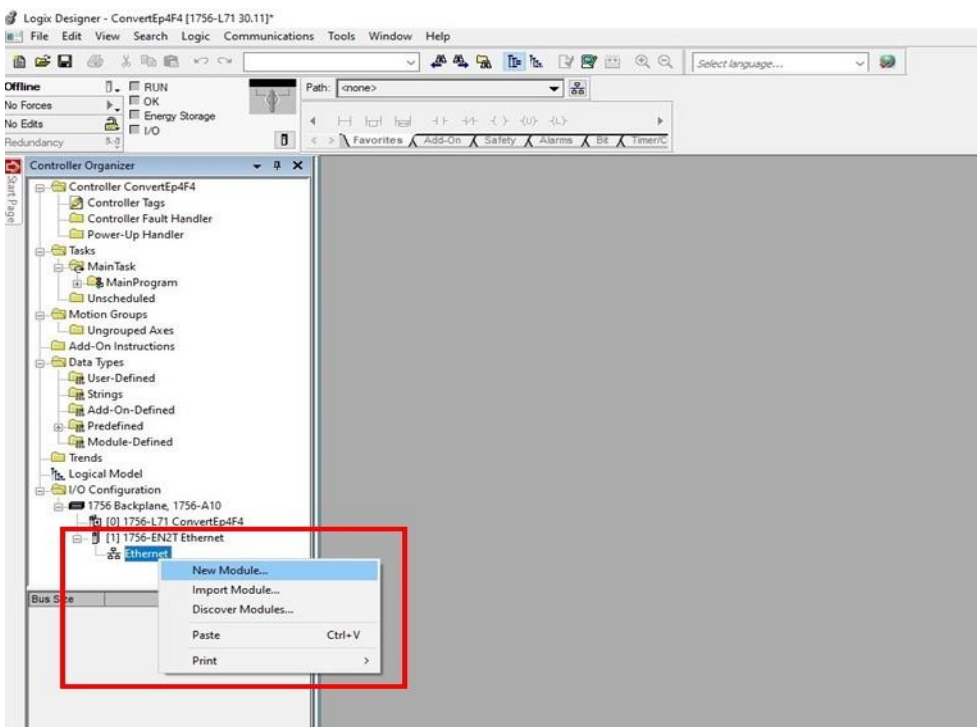 Logix Designer - ConvertEp4F4 [1756-L71 30.11]*
File Edit View Search Logic Communications Tools Window Help
Select language...
Offline RUN Path: <none>
No Forces OK
No Edits Energy Storage
Redundancy I/O
Favorites Add-On Safety Alarms Bit Timer/C
Start Page
Controller Organizer
Controller ConvertEp4F4
Controller Tags
Controller Fault Handler
Power-Up Handler
Tasks
MainTask
MainProgram
Unscheduled
Motion Groups
Ungrouped Axes
Add-On Instructions
Data Types
User-Defined
Strings
Add-On-Defined
Predefined
Module-Defined
Trends
Logical Model
I/O Configuration
1756 Backplane, 1756-A10
[0] 1756-L71 ConvertEp4F4
[1] 1756-EN2T Ethernet
Ethernet
New Module...
Import Module...
Discover Modules...
Paste Ctrl+V
Print >
Bus Size